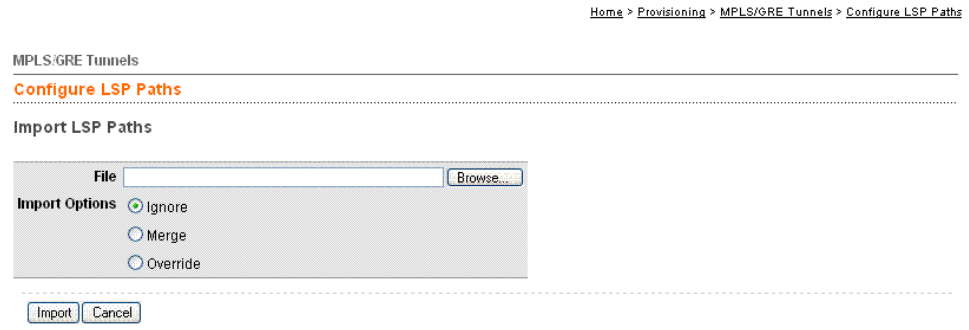 Home > Provisioning > MPLS/GRE Tunnels > Configure LSP Paths
MPLS/GRE Tunnels
Configure LSP Paths
Import LSP Paths
File Browse...
Import Options Ignore
Merge
Override
Import Cancel